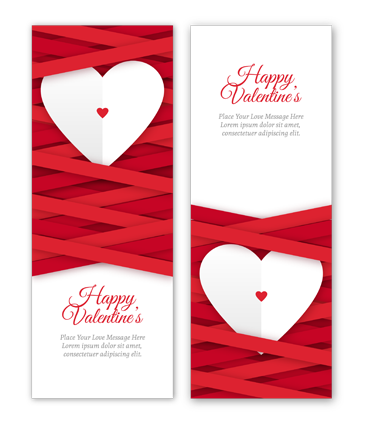 Happy
Valentine's
Place Your Love Message Here
Lorem ipsum dolor sit amet,
consectetuer adipiscing elit.
Happy
Valentine's
Place Your Love Message Here
Lorem ipsum dolor sit amet,
consectetuer adipiscing elit.